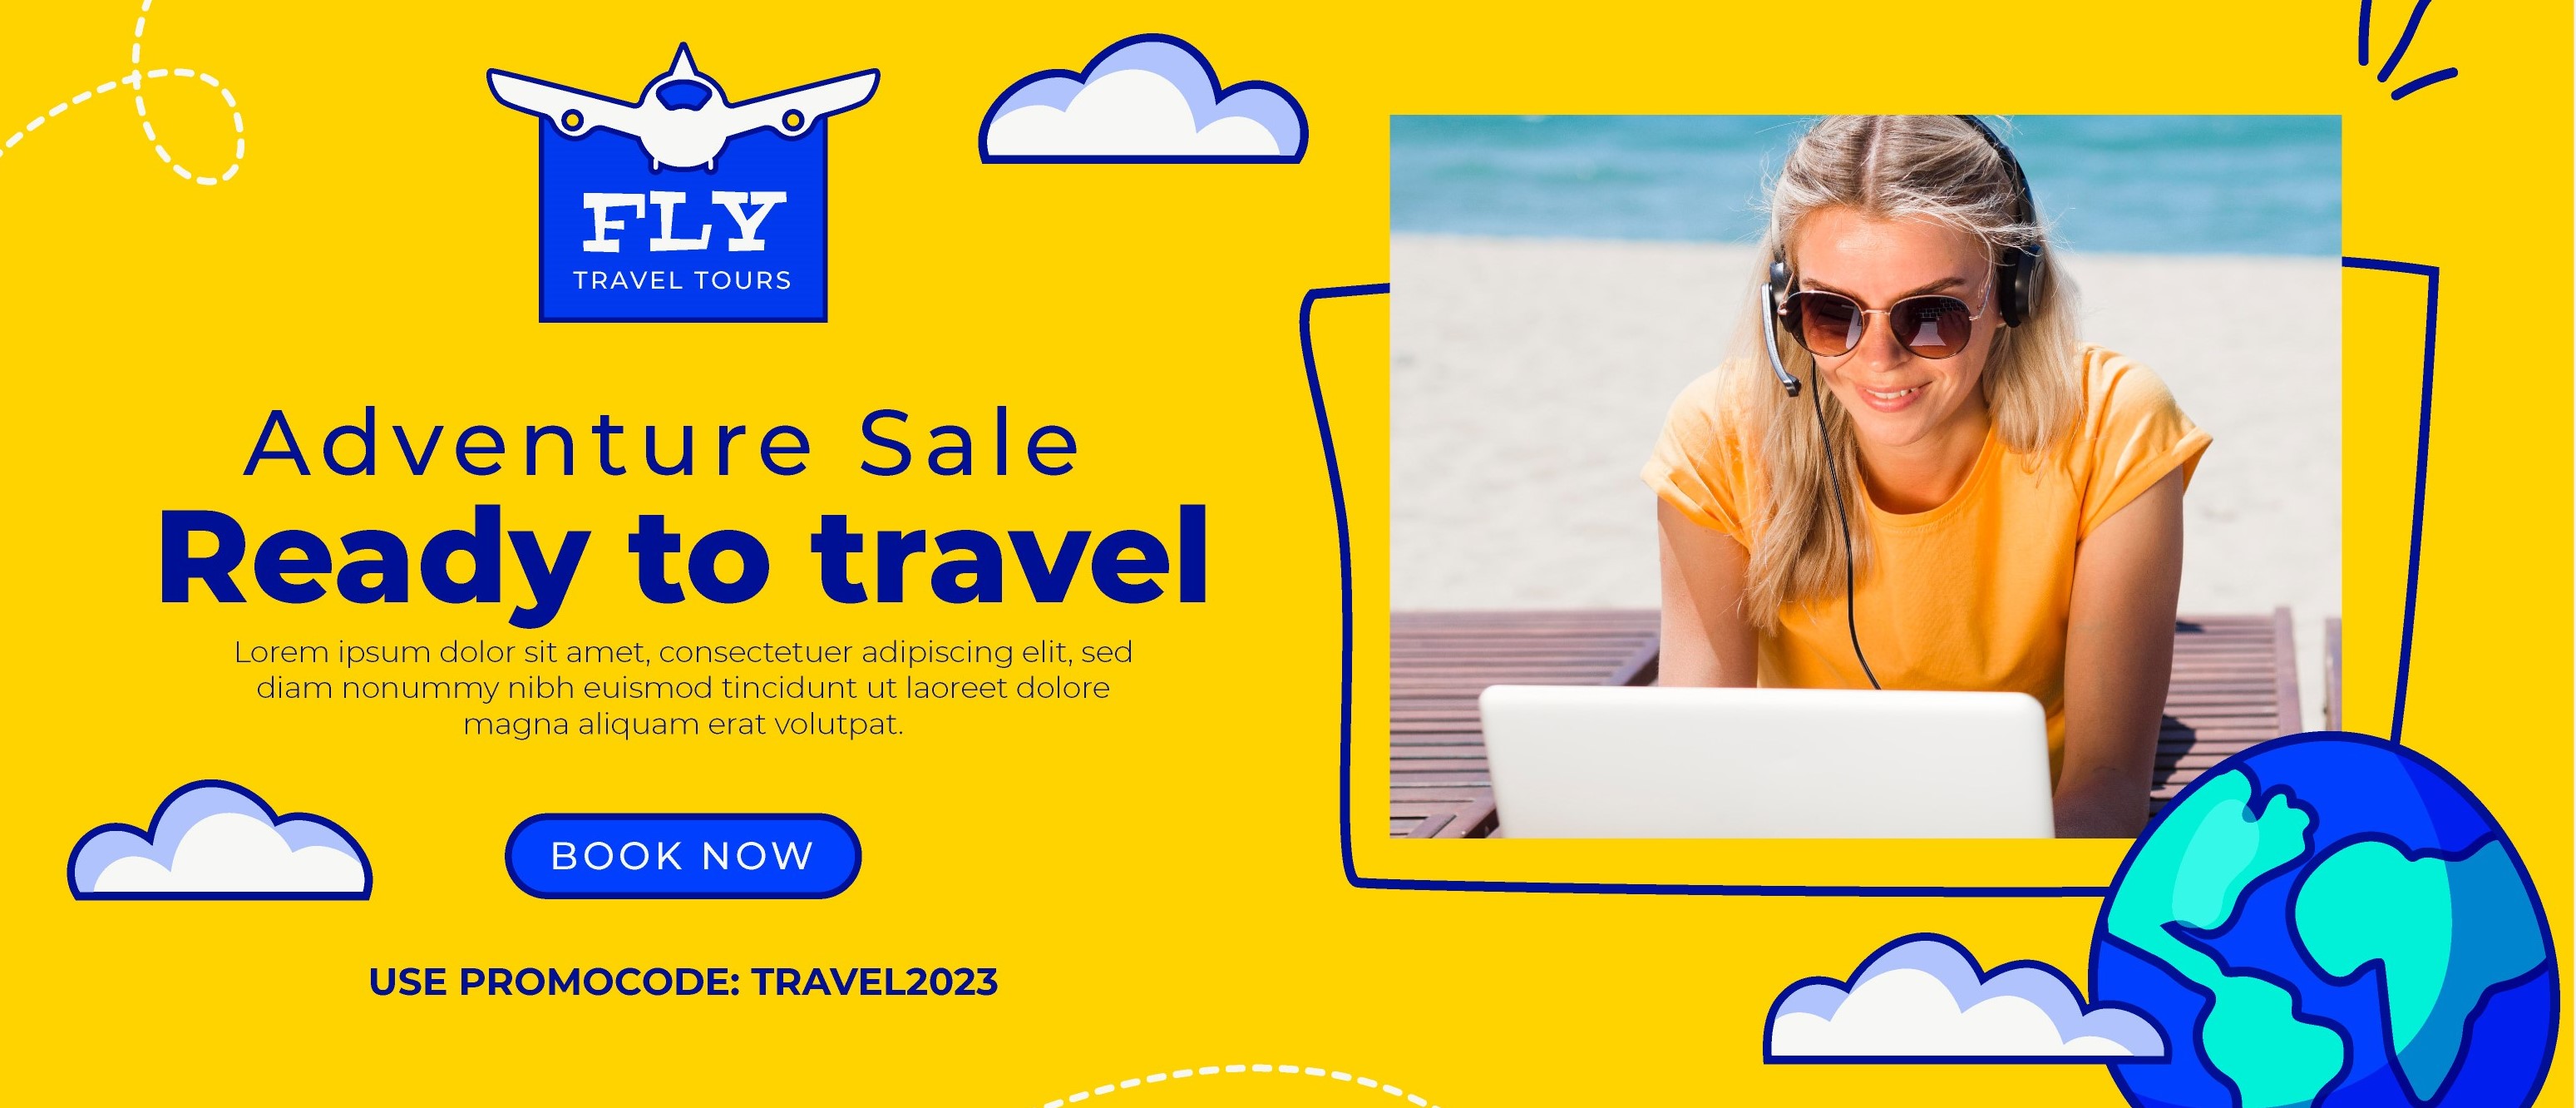 FLY
TRAVEL TOURS
Adventure Sale
Ready to travel
Lorem ipsum dolor sit amet, consectetuer adipiscing elit, sed
diam nonummy nibh euismod tincidunt ut laoreet dolore
magna aliquam erat volutpat.
BOOK NOW
USE PROMOCODE: TRAVEL2023